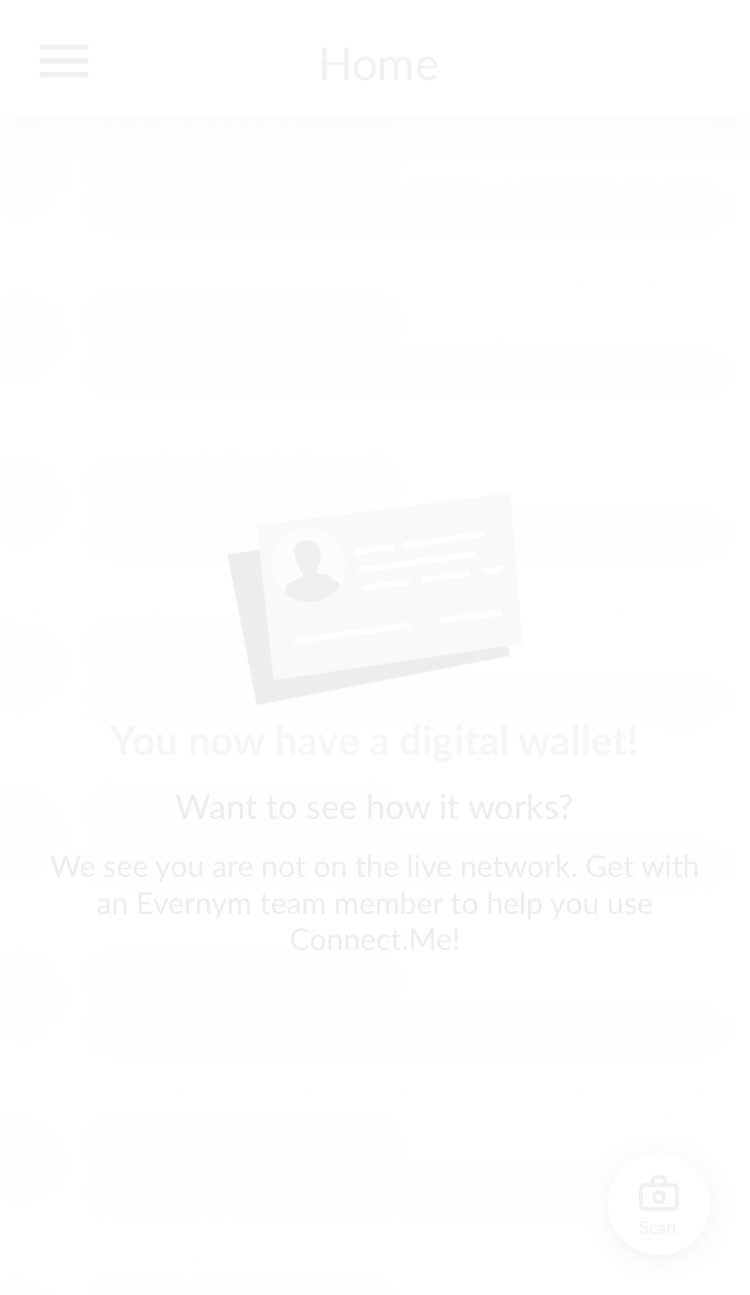 Home
You now have a digital wallet!
Want to see how it works?
We see you are not on the live network. Get with
an Evernym team member to help you use
Connect.Me!
Scan